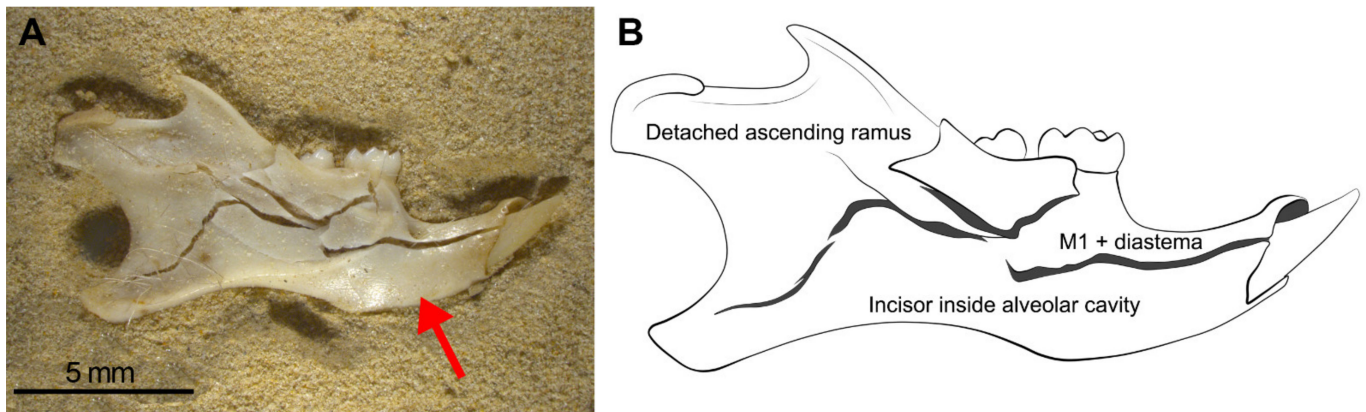 A
B
Detached ascending ramus
M1 + diastema
Incisor inside alveolar cavity
5 mm